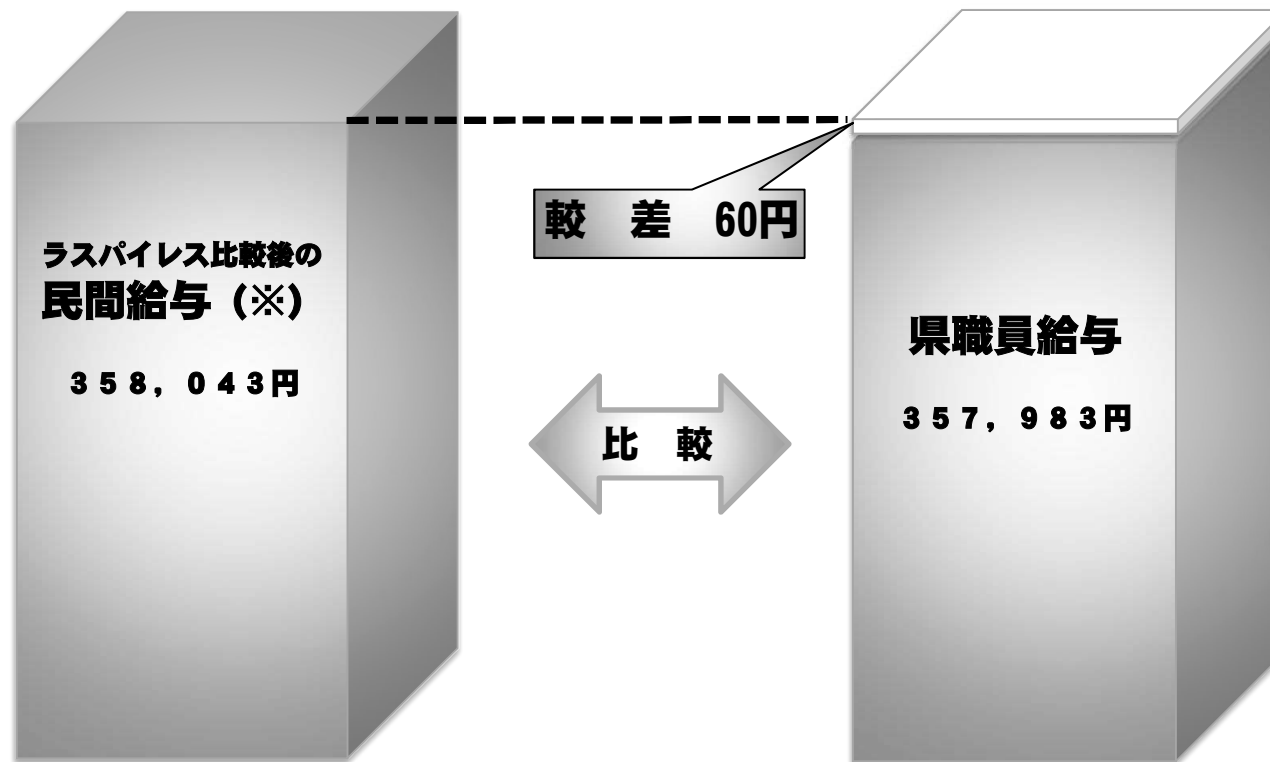 ラスパイレス比較後の
民間給与（※）
３５８，０４３円
較　差　60円
比　較
県職員給与
３５７，９８３円